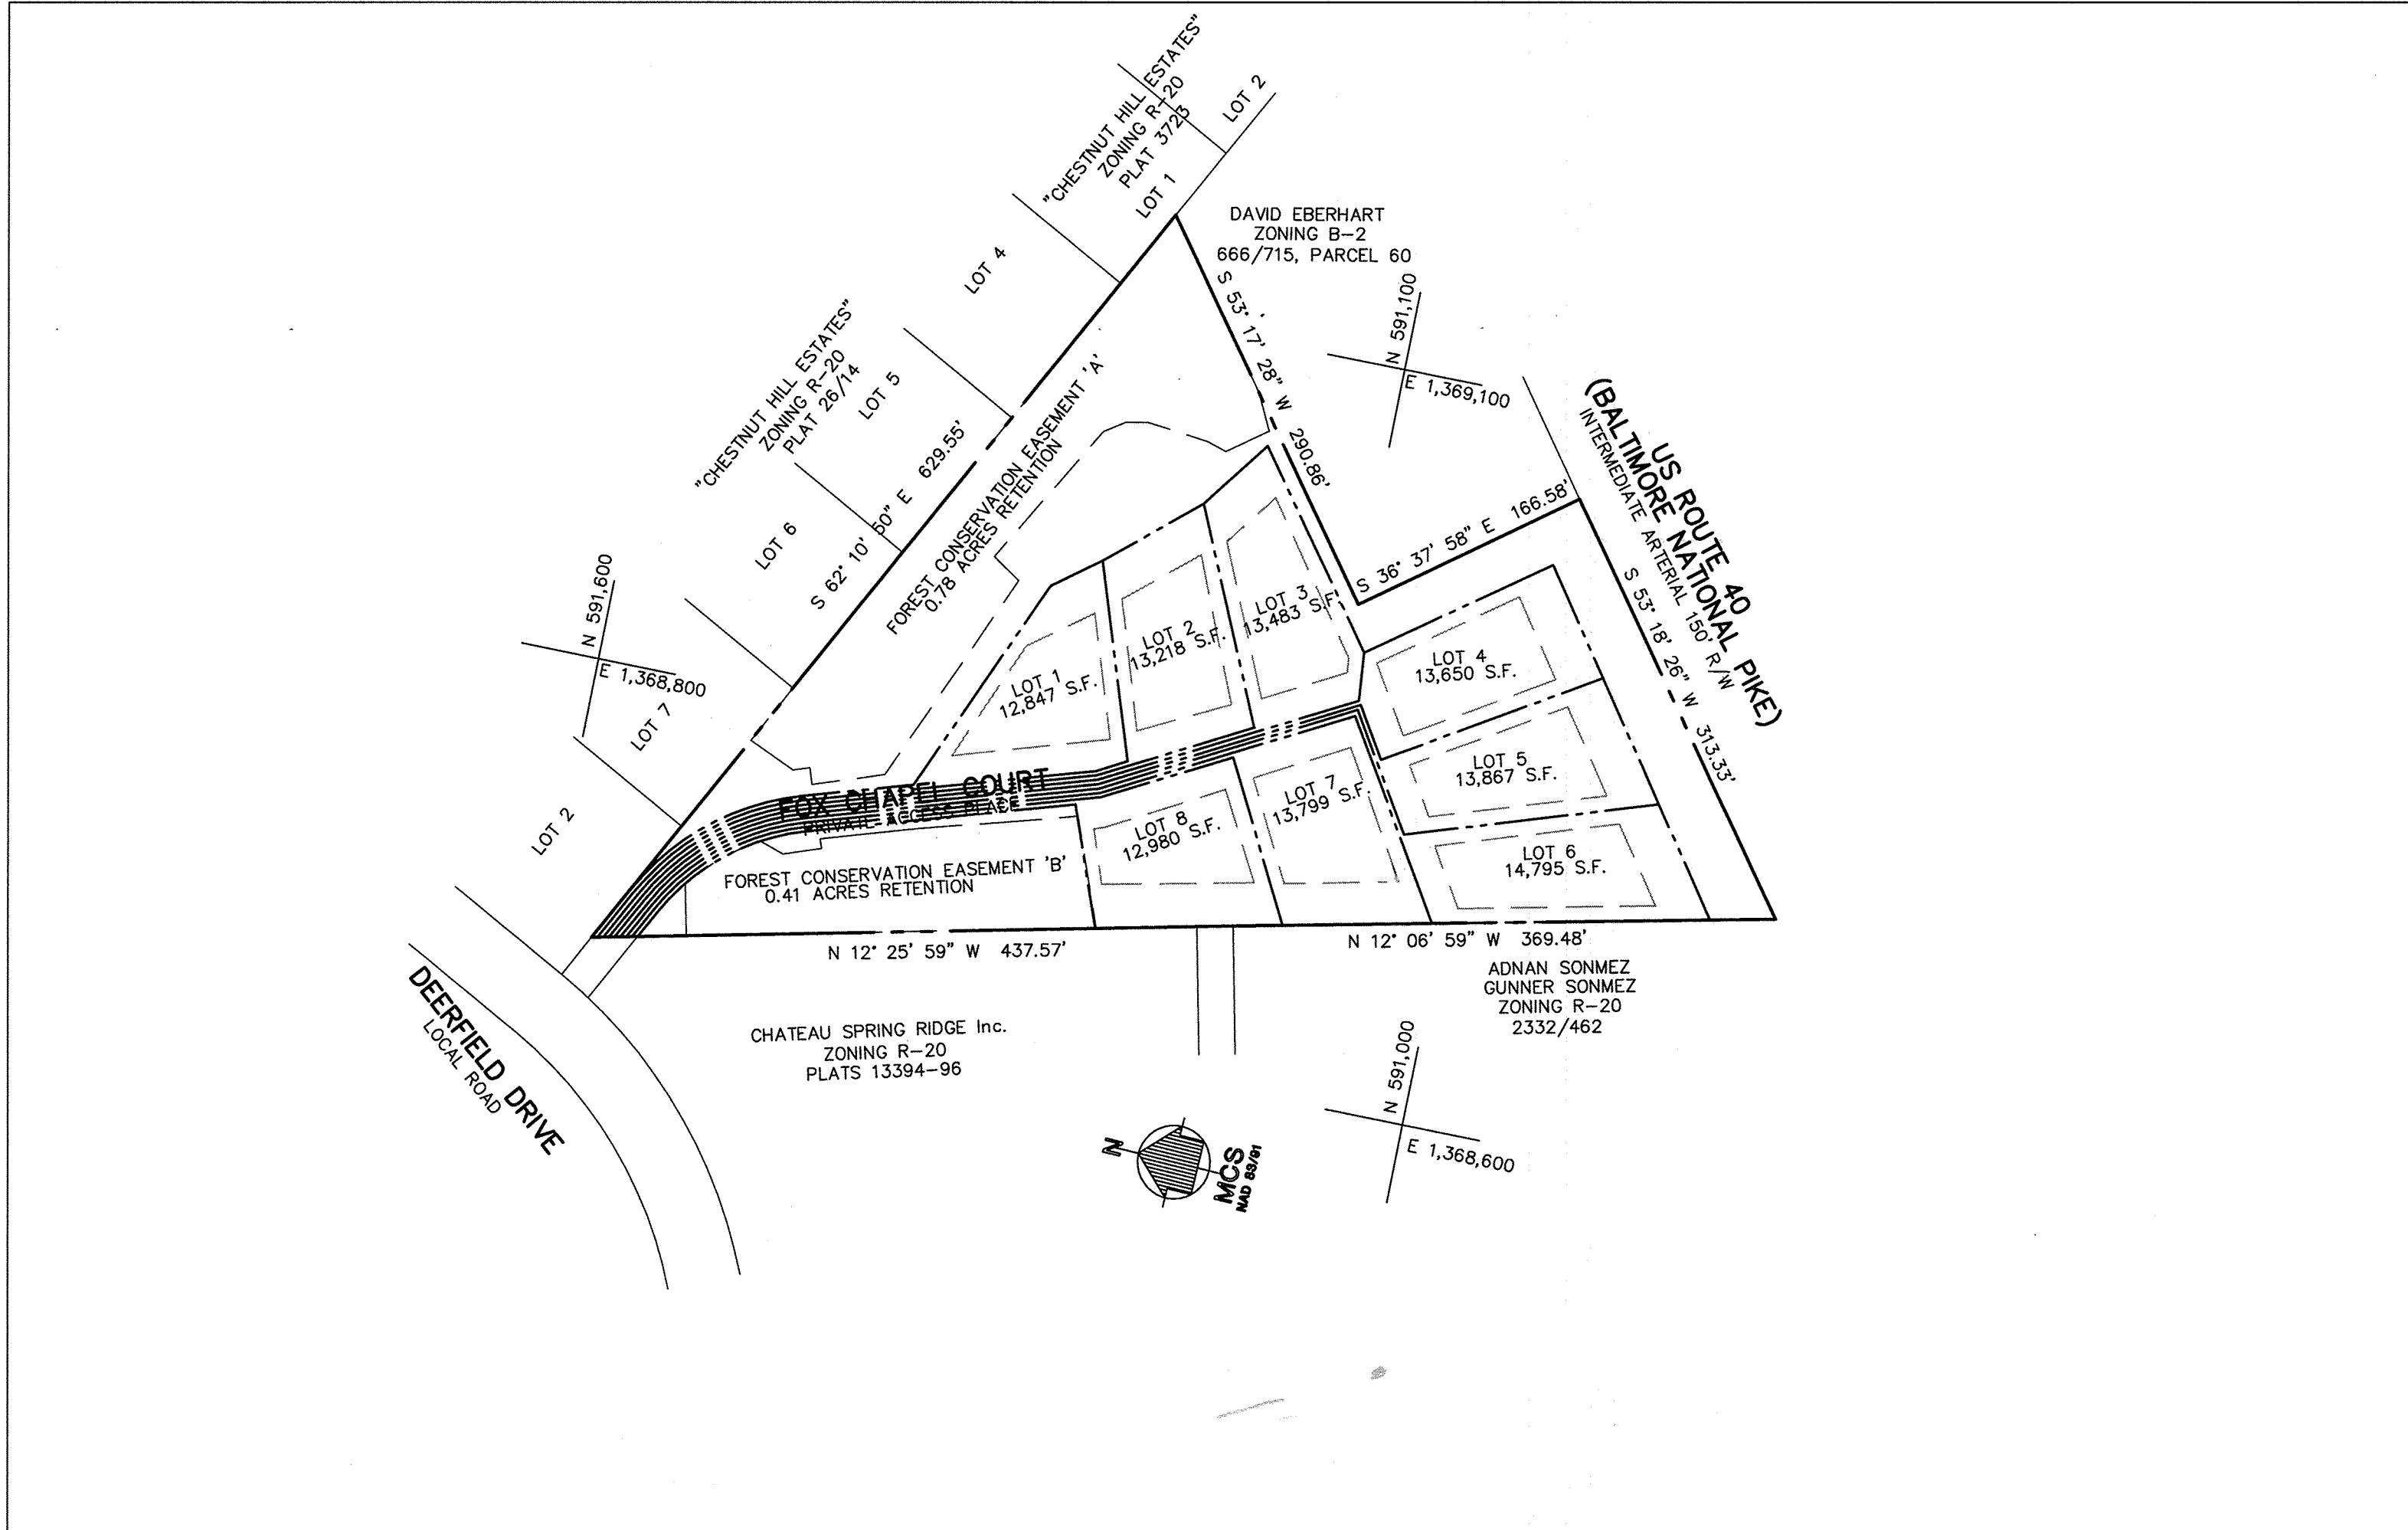 "CHESTNUT HILL ESTATES"
ZONING R-20
PLAT 3723
LOT 1
LOT 2
DAVID EBERHART
ZONING B-2
666/715, PARCEL 60
LOT 4
"CHESTNUT HILL ESTATES"
ZONING R-20
PLAT 26/14
LOT 5
LOT 6
LOT 7
LOT 2
S 62° 10' 50" E 629.55'
S 53° 17' 28" W 290.86'
N 591,100
E 1,369,100
US ROUTE 40
(BALTIMORE NATIONAL PIKE)
INTERMEDIATE ARTERIAL 150' R/W
S 36° 37' 58" E 166.58'
S 53° 18' 26" W 313.33'
N 591,600
E 1,368,800
FOREST CONSERVATION EASEMENT 'A'
0.78 ACRES RETENTION
LOT 1
12,847 S.F.
LOT 2
13,218 S.F.
LOT 3
13,483 S.F.
LOT 4
13,650 S.F.
LOT 5
13,867 S.F.
LOT 6
14,795 S.F.
LOT 7
13,799 S.F.
LOT 8
12,980 S.F.
FOX CHAPEL COURT
PRIVATE ACCESS PLACE
FOREST CONSERVATION EASEMENT 'B'
0.41 ACRES RETENTION
N 12° 25' 59" W 437.57'
N 12° 06' 59" W 369.48'
ADNAN SONMEZ
GUNNER SONMEZ
ZONING R-20
2332/462
DEERFIELD DRIVE
LOCAL ROAD
CHATEAU SPRING RIDGE Inc.
ZONING R-20
PLATS 13394-96
N
MCS
NAD 83/91
N 591,000
E 1,368,600